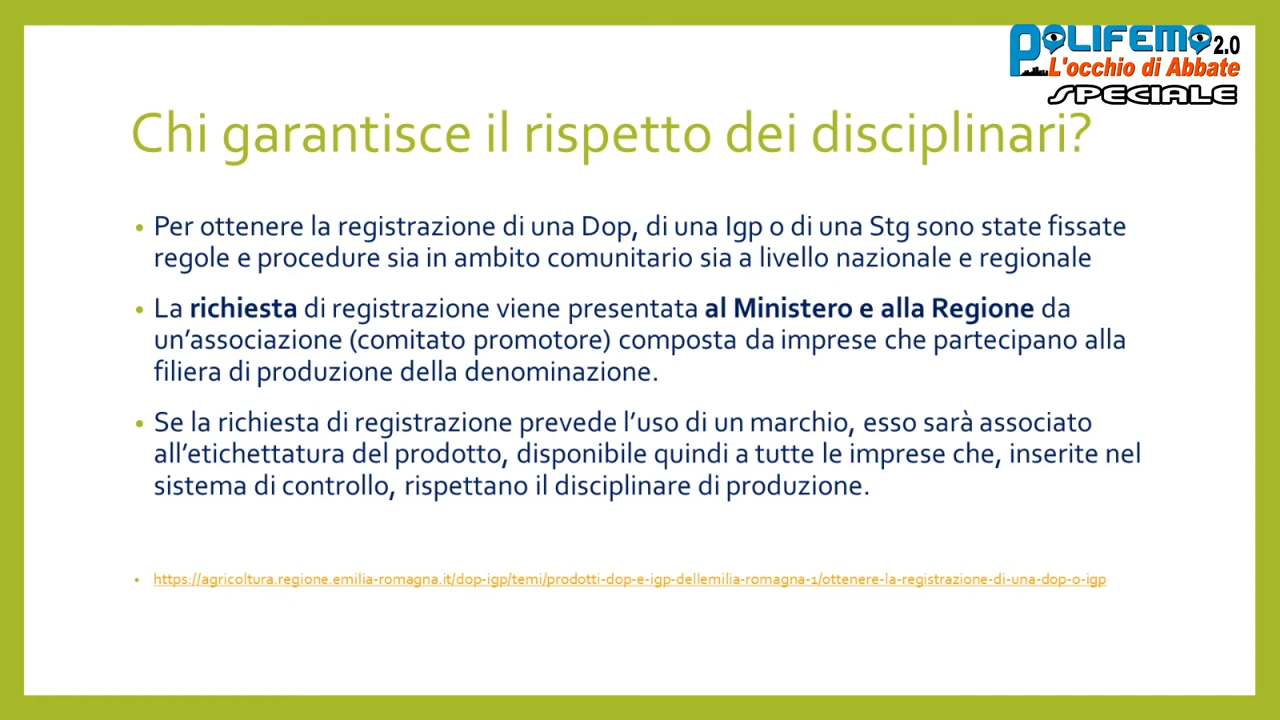 POLIFEMO 2.0
L'occhio di Abbate
SPECIALE
Chi garantisce il rispetto dei disciplinari?
• Per ottenere la registrazione di una Dop, di una Igp o di una Stg sono state fissate
regole e procedure sia in ambito comunitario sia a livello nazionale e regionale
• La richiesta di registrazione viene presentata al Ministero e alla Regione da
un'associazione (comitato promotore) composta da imprese che partecipano alla
filiera di produzione della denominazione.
• Se la richiesta di registrazione prevede l'uso di un marchio, esso sarà associato
all'etichettatura del prodotto, disponibile quindi a tutte le imprese che, inserite nel
sistema di controllo, rispettano il disciplinare di produzione.
• https://agricoltura.regione.emilia-romagna.it/dop-igp/temi/prodotti-dop-e-igp-dellemilia-romagna-1/ottenere-la-registrazione-di-una-dop-o-igp